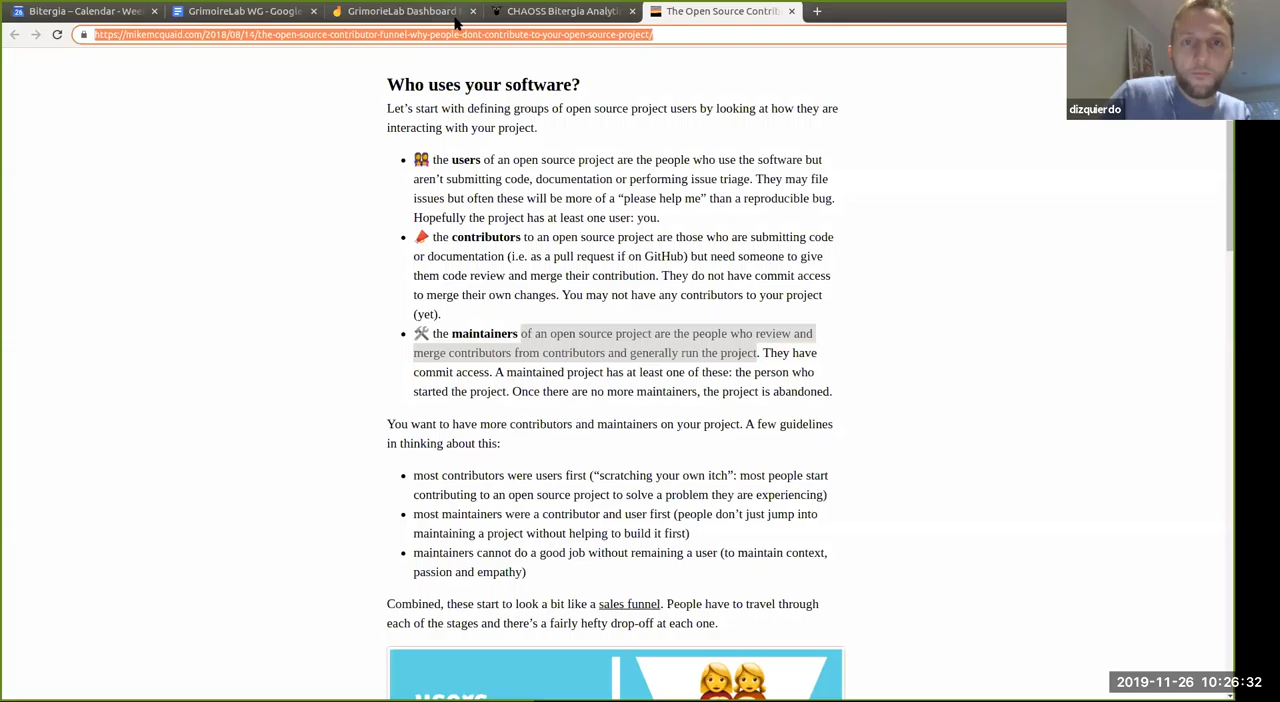 Bitergia – Calendar - Wee
GrimoireLab WG - Google
GrimorieLab Dashboard
CHAOSS Bitergia Analyti
The Open Source Contrib
https://mikemcquaid.com/2018/08/14/the-open-source-contributor-funnel-why-people-dont-contribute-to-your-open-source-project/
dizquierdo
Who uses your software?
Let’s start with defining groups of open source project users by looking at how they are
interacting with your project.
the users of an open source project are the people who use the software but
aren’t submitting code, documentation or performing issue triage. They may file
issues but often these will be more of a “please help me” than a reproducible bug.
Hopefully the project has at least one user: you.
the contributors to an open source project are those who are submitting code
or documentation (i.e. as a pull request if on GitHub) but need someone to give
them code review and merge their contribution. They do not have commit access
to merge their own changes. You may not have any contributors to your project
(yet).
the maintainers of an open source project are the people who review and
merge contributors from contributors and generally run the project. They have
commit access. A maintained project has at least one of these: the person who
started the project. Once there are no more maintainers, the project is abandoned.
You want to have more contributors and maintainers on your project. A few guidelines
in thinking about this:
most contributors were users first (“scratching your own itch”: most people start
contributing to an open source project to solve a problem they are experiencing)
most maintainers were a contributor and user first (people don’t just jump into
maintaining a project without helping to build it first)
maintainers cannot do a good job without remaining a user (to maintain context,
passion and empathy)
Combined, these start to look a bit like a sales funnel. People have to travel through
each of the stages and there’s a fairly hefty drop-off at each one.
users
2019-11-26 10:26:32